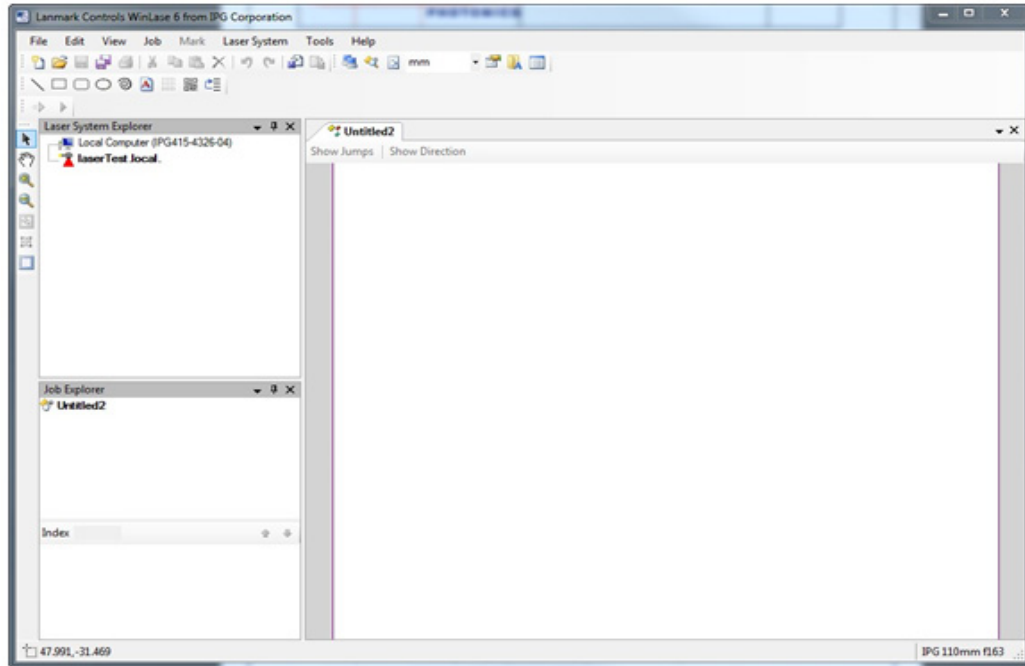 PHOTONICS
Lanmark Controls WinLase 6 from IPG Corporation
File Edit View Job Mark Laser System Tools Help
mm
Laser System Explorer
Local Computer (IPG415-4326-04)
laserTest.local.
Untitled2
Show Jumps | Show Direction
Job Explorer
Untitled2
Index
47.991,-31.469
IPG 110mm f163